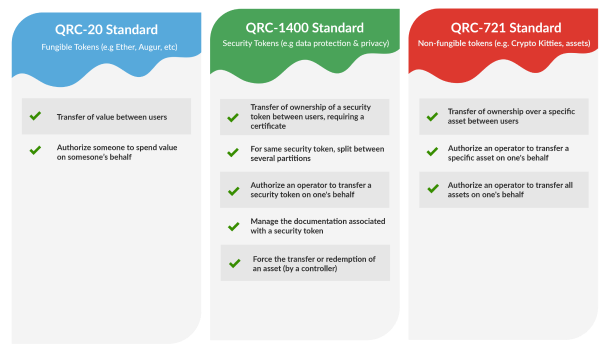 QRC-20 Standard
Fungible Tokens (e.g Ether, Augur, etc)
Transfer of value between users
Authorize someone to spend value
on somesone's behalf
QRC-1400 Standard
Security Tokens (e.g data protection & privacy)
Transfer of ownership of a security
token between users, requiring a
certificate
For same security token, split between
several partitions
Authorize an operator to transfer a
security token on one's behalf
Manage the documentation associated
with a security token
Force the transfer or redemption of
an asset (by a controller)
QRC-721 Standard
Non-fungible tokens (e.g. Crypto Kitties, assets)
Transfer of ownership over a specific
asset between users
Authorize an operator to transfer a
specific asset on one's behalf
Authorize an operator to transfer all
assets on one's behalf